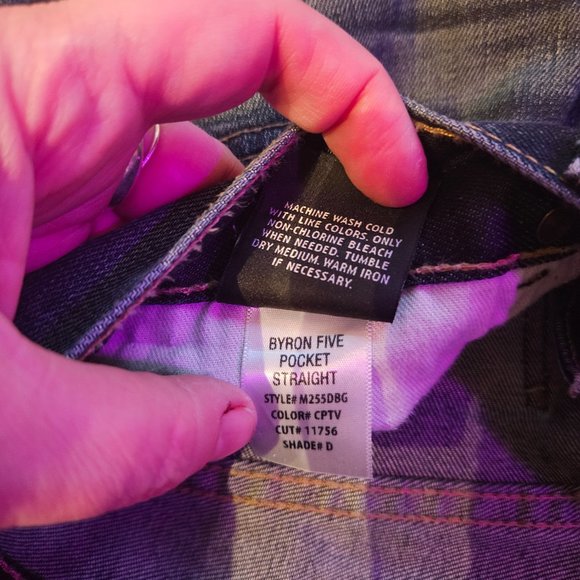 MACHINE WASH COLD
WITH LIKE COLORS. ONLY
NON-CHLORINE BLEACH
WHEN NEEDED. TUMBLE
DRY MEDIUM. WARM IRON
IF NECESSARY.
BYRON FIVE
POCKET
STRAIGHT
STYLE# M255DBG
COLOR# CPTV
CUT# 11756
SHADE# D